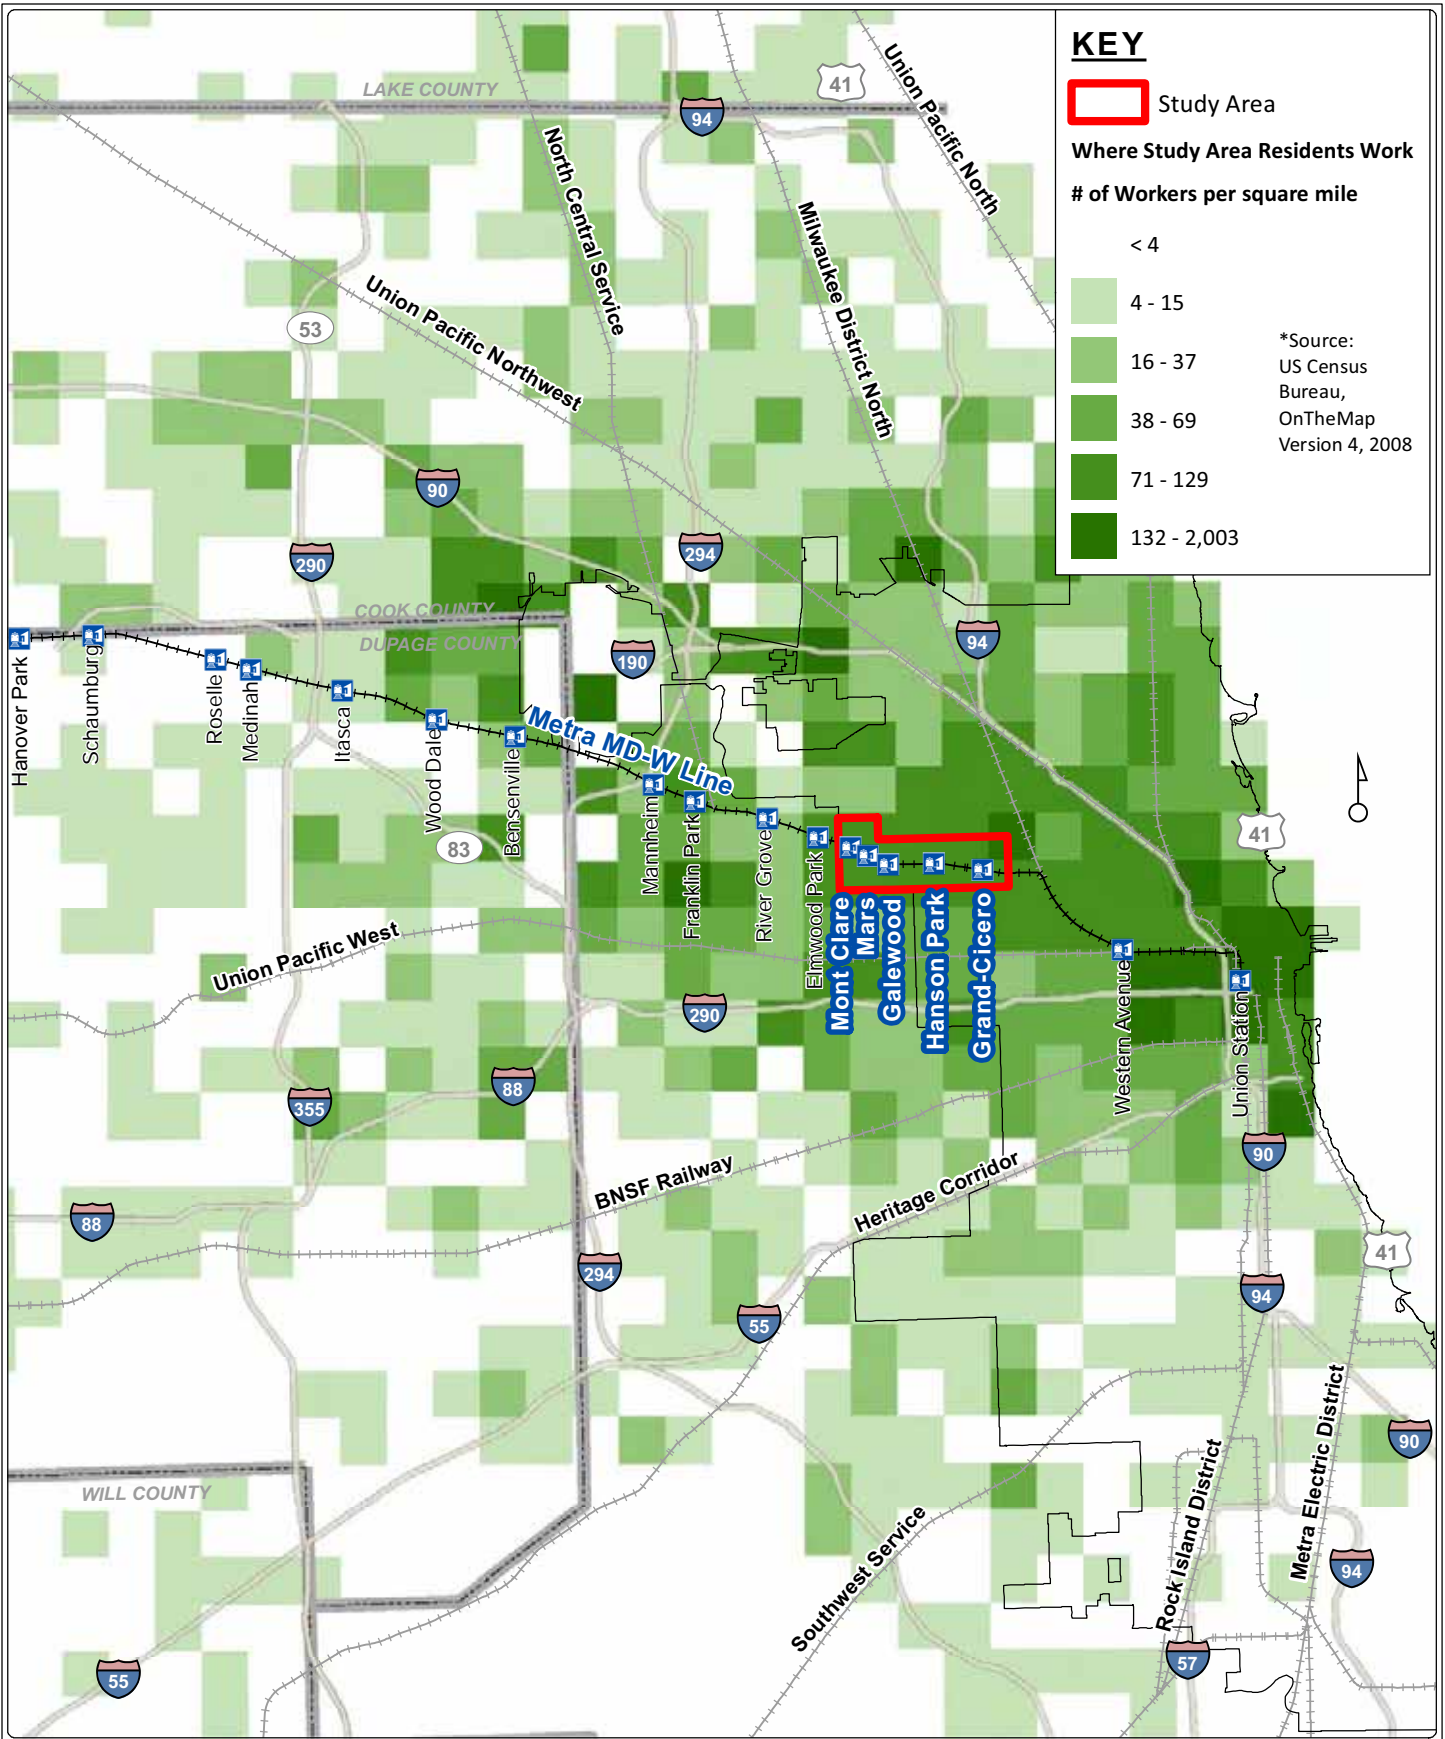 KEY
Study Area
Where Study Area Residents Work
# of Workers per square mile
< 4
4 - 15
16 - 37
38 - 69
71 - 129
132 - 2,003
*Source:
US Census
Bureau,
OnTheMap
Version 4, 2008
LAKE COUNTY
41
94
Union Pacific North
North Central Service
Milwaukee District North
Union Pacific Northwest
53
90
290
294
COOK COUNTY
DUPAGE COUNTY
190
94
Hanover Park
Schaumburg
Roselle
Medinah
Itasca
Wood Dale
Bensenville
Metra MD-W Line
Mannheim
Franklin Park
River Grove
Elmwood Park
Mont Clare
Mars
Galewood
Hanson Park
Grand-Cicero
Western Avenue
Union Station
83
41
Union Pacific West
290
88
355
BNSF Railway
Heritage Corridor
90
88
294
55
41
94
90
WILL COUNTY
Southwest Service
Rock Island District
Metra Electric District
94
57
55